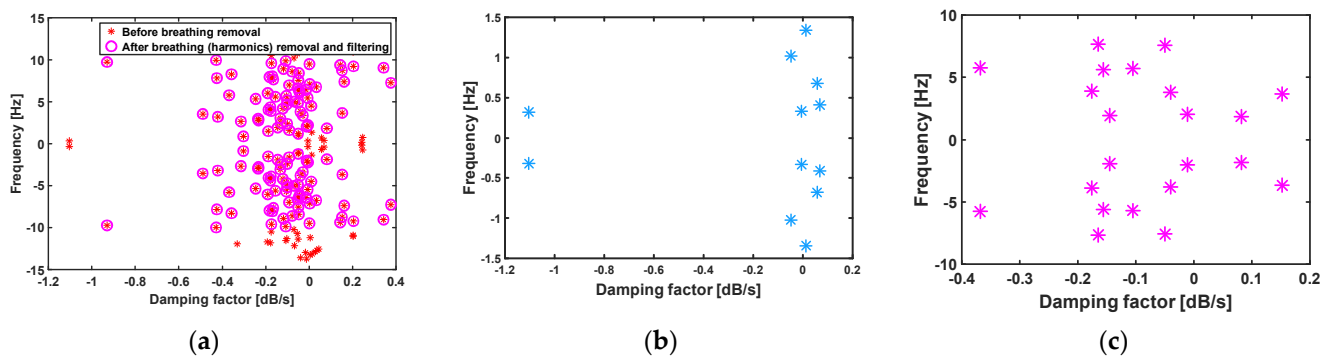 15
Before breathing removal
After breathing (harmonics) removal and filtering
10
5
0
-5
-10
-15
Frequency [Hz]
-1.2 -1 -0.8 -0.6 -0.4 -0.2 0 0.2 0.4
Damping factor [dB/s]
(a)
1.5
1
0.5
0
-0.5
-1
-1.5
Frequency [Hz]
-1.2 -1 -0.8 -0.6 -0.4 -0.2 0 0.2
Damping factor [dB/s]
(b)
10
5
0
-5
-10
Frequency [Hz]
-0.4 -0.3 -0.2 -0.1 0 0.1 0.2
Damping factor [dB/s]
(c)